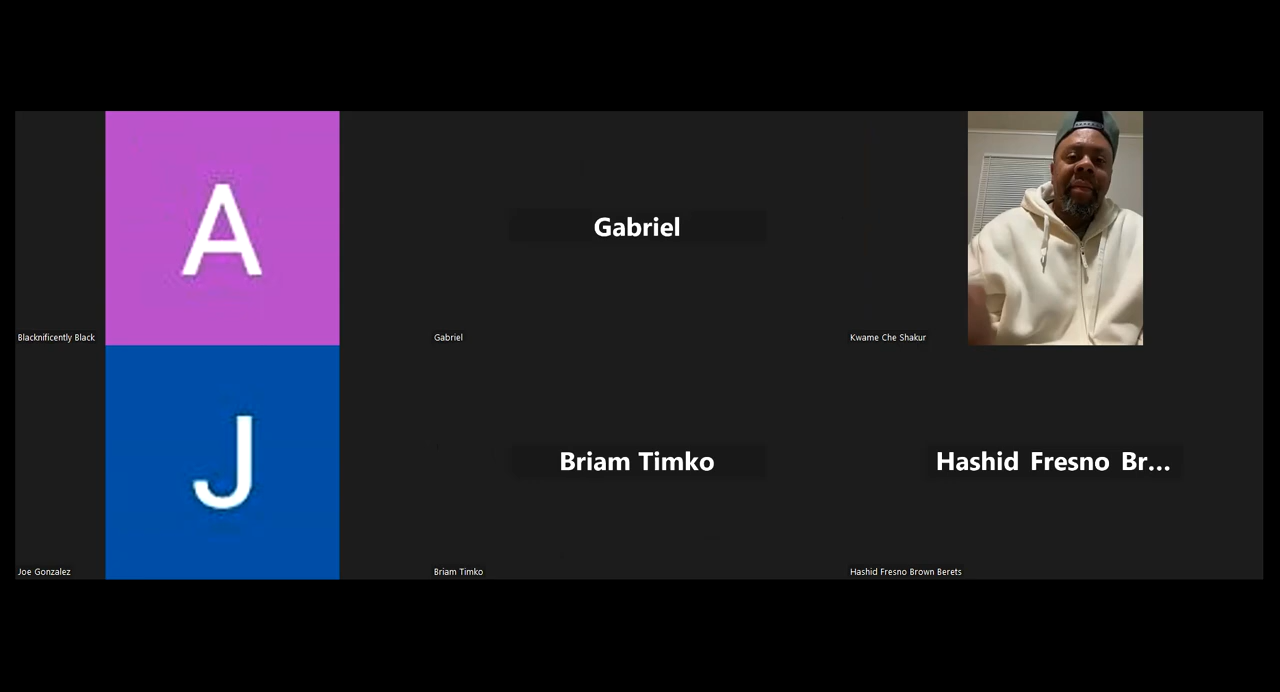 A
Blacknificently Black
Gabriel
Gabriel
Kwame Che Shakur
J
Joe Gonzalez
Briam Timko
Briam Timko
Hashid Fresno Br...
Hashid Fresno Brown Berets